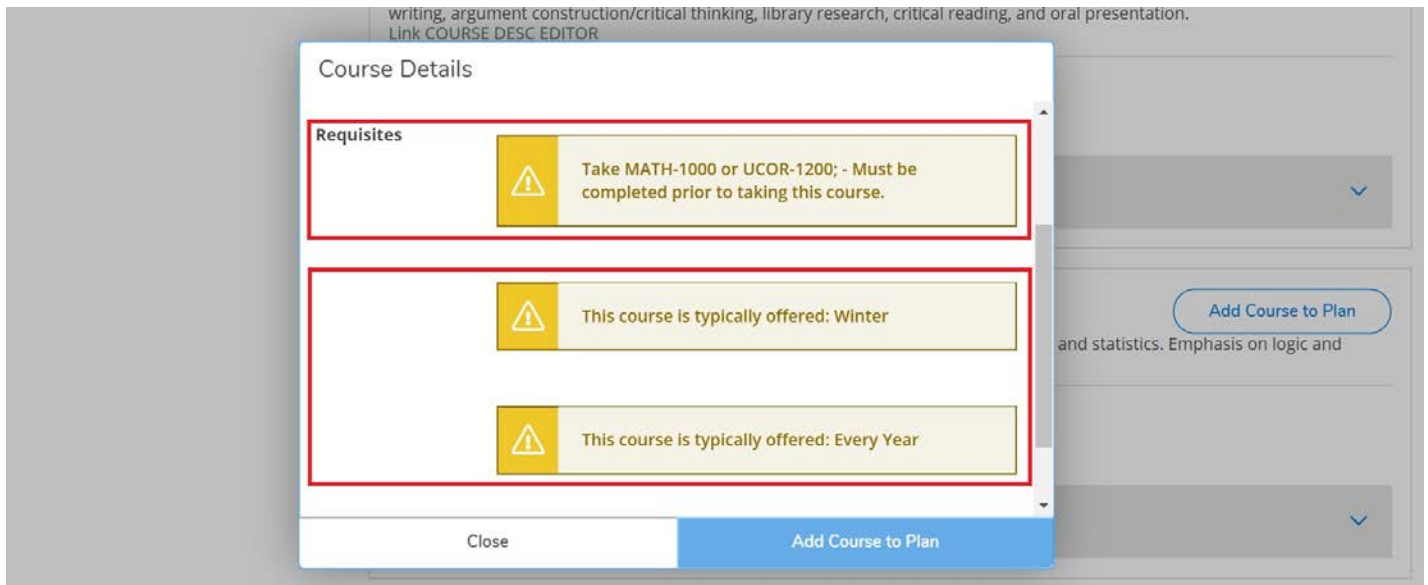 writing, argument construction/critical thinking, library research, critical reading, and oral presentation.
Link COURSE DESC EDITOR
Course Details
Requisites
Take MATH-1000 or UCOR-1200; - Must be
completed prior to taking this course.
This course is typically offered: Winter
Add Course to Plan
and statistics. Emphasis on logic and
This course is typically offered: Every Year
Close
Add Course to Plan